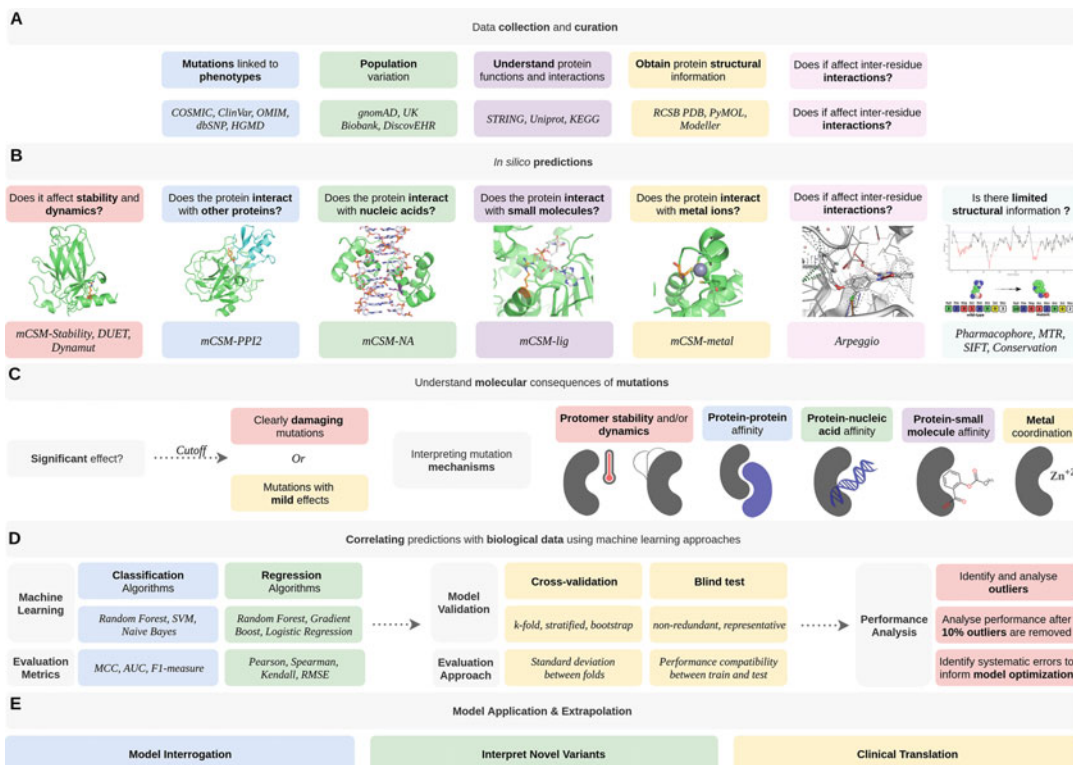 A
Data collection and curation
Mutations linked to
phenotypes
Population
variation
Understand protein
functions and interactions
Obtain protein structural
information
Does if affect inter-residue
interactions?
COSMIC, ClinVar, OMIM,
dbSNP, HGMD
gnomAD, UK
Biobank, DiscovEHR
STRING, Uniprot, KEGG
RCSB PDB, PyMOL,
Modeller
Does if affect inter-residue
interactions?
B
In silico predictions
Does it affect stability and
dynamics?
Does the protein interact
with other proteins?
Does the protein interact
with nucleic acids?
Does the protein interact
with small molecules?
Does the protein interact
with metal ions?
Does if affect inter-residue
interactions?
Is there limited
structural information ?
mCSM-Stability, DUET,
Dynamut
mCSM-PPI2
mCSM-NA
mCSM-lig
mCSM-metal
Arpeggio
Pharmacophore, MTR,
SIFT, Conservation
C
Understand molecular consequences of mutations
Significant effect?
Cutoff
Clearly damaging
mutations
Or
Mutations with
mild effects
Interpreting mutation
mechanisms
Protomer stability and/or
dynamics
Protein-protein
affinity
Protein-nucleic
acid affinity
Protein-small
molecule affinity
Metal
coordination
Zn+2
D
Correlating predictions with biological data using machine learning approaches
Machine
Learning
Classification
Algorithms
Regression
Algorithms
Random Forest, SVM,
Naive Bayes
Random Forest, Gradient
Boost, Logistic Regression
Evaluation
Metrics
MCC, AUC, F1-measure
Pearson, Spearman,
Kendall, RMSE
Model
Validation
Cross-validation
Blind test
k-fold, stratified, bootstrap
non-redundant, representative
Evaluation
Approach
Standard deviation
between folds
Performance compatibility
between train and test
Performance
Analysis
Identify and analyse
outliers
Analyse performance after
10% outliers are removed
Identify systematic errors to
inform model optimization
E
Model Application & Extrapolation
Model Interrogation
Interpret Novel Variants
Clinical Translation